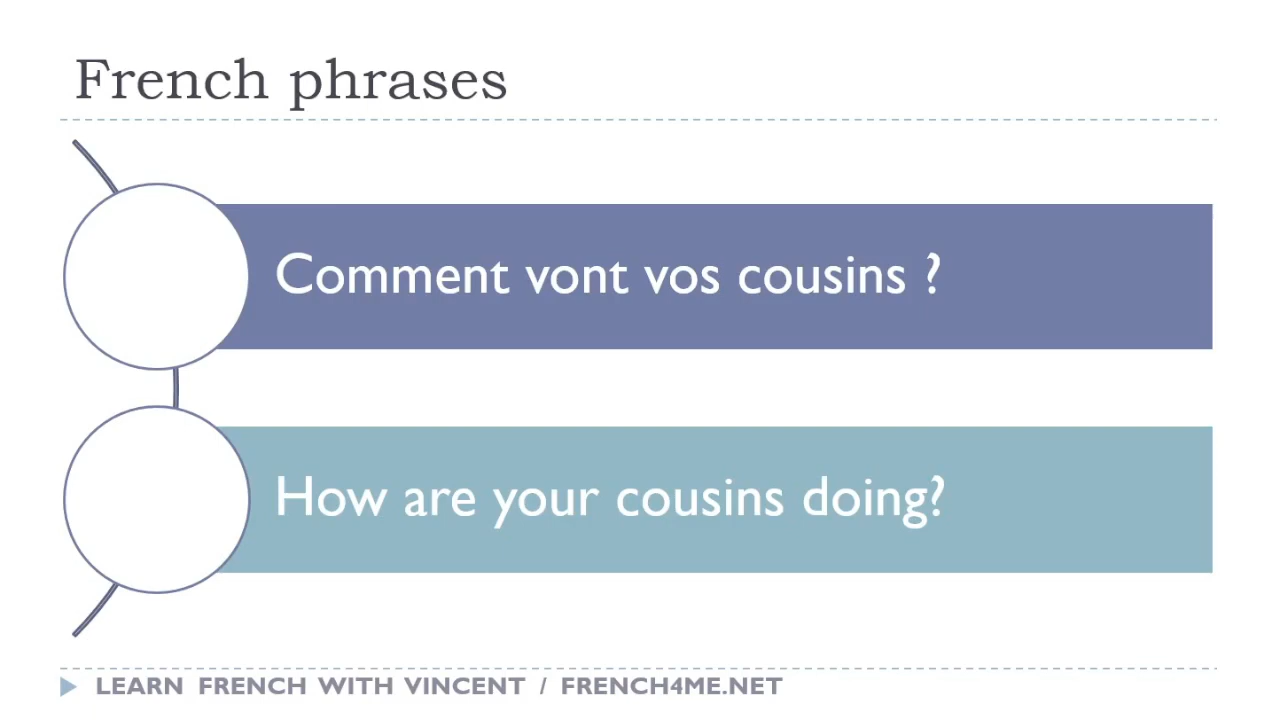 French phrases
Comment vont vos cousins ?
How are your cousins doing?
LEARN FRENCH WITH VINCENT / FRENCH4ME.NET